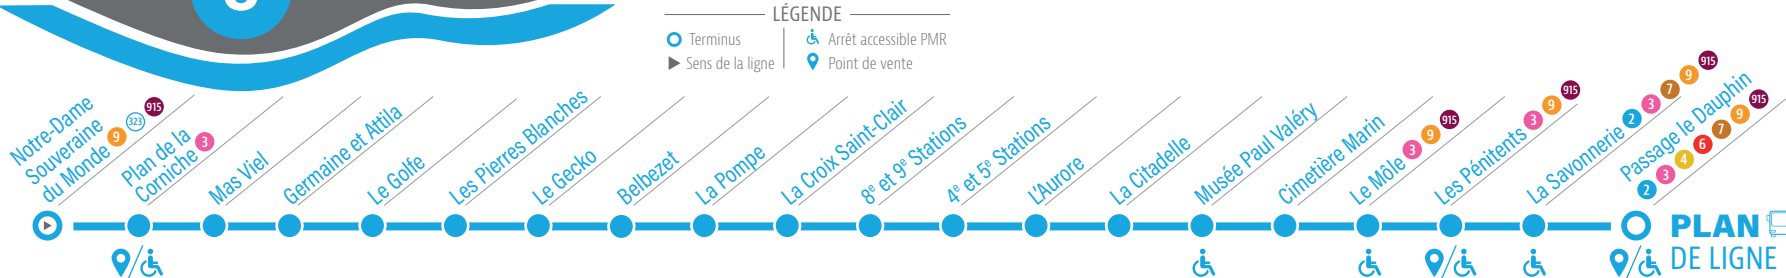 LÉGENDE
Terminus
Arrêt accessible PMR
Sens de la ligne
Point de vente
Notre-Dame
Souveraine
du Monde 9 323 915
Plan de la
Corniche 3
Mas Viel
Germaine et Attila
Le Golfe
Les Pierres Blanches
Le Gecko
Belbezet
La Pompe
La Croix Saint-Clair
8e et 9e Stations
4e et 5e Stations
L'Aurore
La Citadelle
Musée Paul Valéry
Cimetière Marin
Le Môle 3 9 915
Les Pénitents 3 9 915
La Savonnerie 2 3 7 9 915
Passage le Dauphin
2 3 4 6 7 9 915
PLAN
DE LIGNE